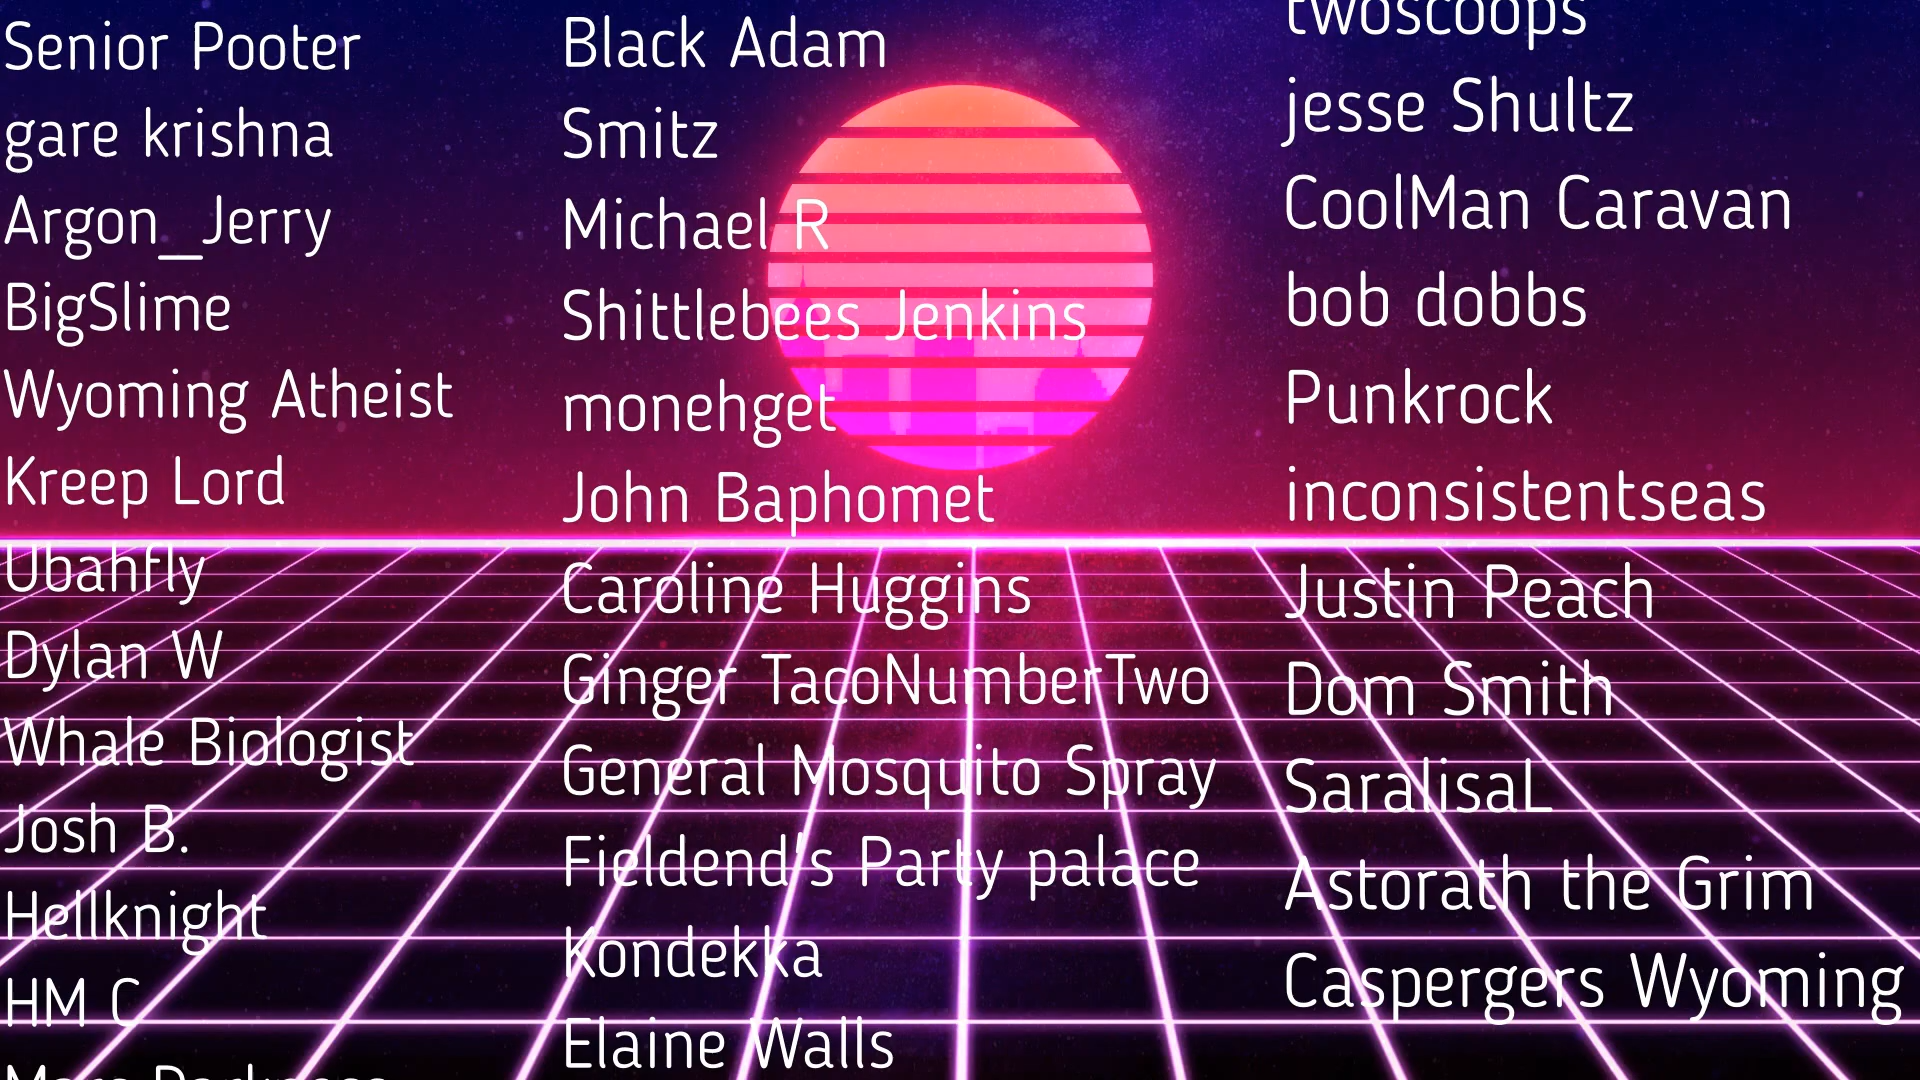 Senior Pooter
gare krishna
Argon_Jerry
BigSlime
Wyoming Atheist
Kreep Lord
Ubahfly
Dylan W
Whale Biologist
Josh B.
Hellknight
HM C
Black Adam
Smitz
Michael R
Shittlebees Jenkins
monehget
John Baphomet
Caroline Huggins
Ginger TacoNumberTwo
General Mosquito Spray
Fieldend's Party palace
Kondekka
Elaine Walls
twoscoops
jesse Shultz
CoolMan Caravan
bob dobbs
Punkrock
inconsistentseas
Justin Peach
Dom Smith
SaralisaL
Astorath the Grim
Caspergers Wyoming